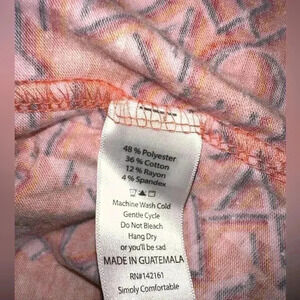 48 % Polyester
36 % Cotton
12 % Rayon
4 % Spandex
Machine Wash Cold
Gentle Cycle
Do Not Bleach
Hang Dry
or you'll be sad
MADE IN GUATEMALA
RN#142161
Simply Comfortable